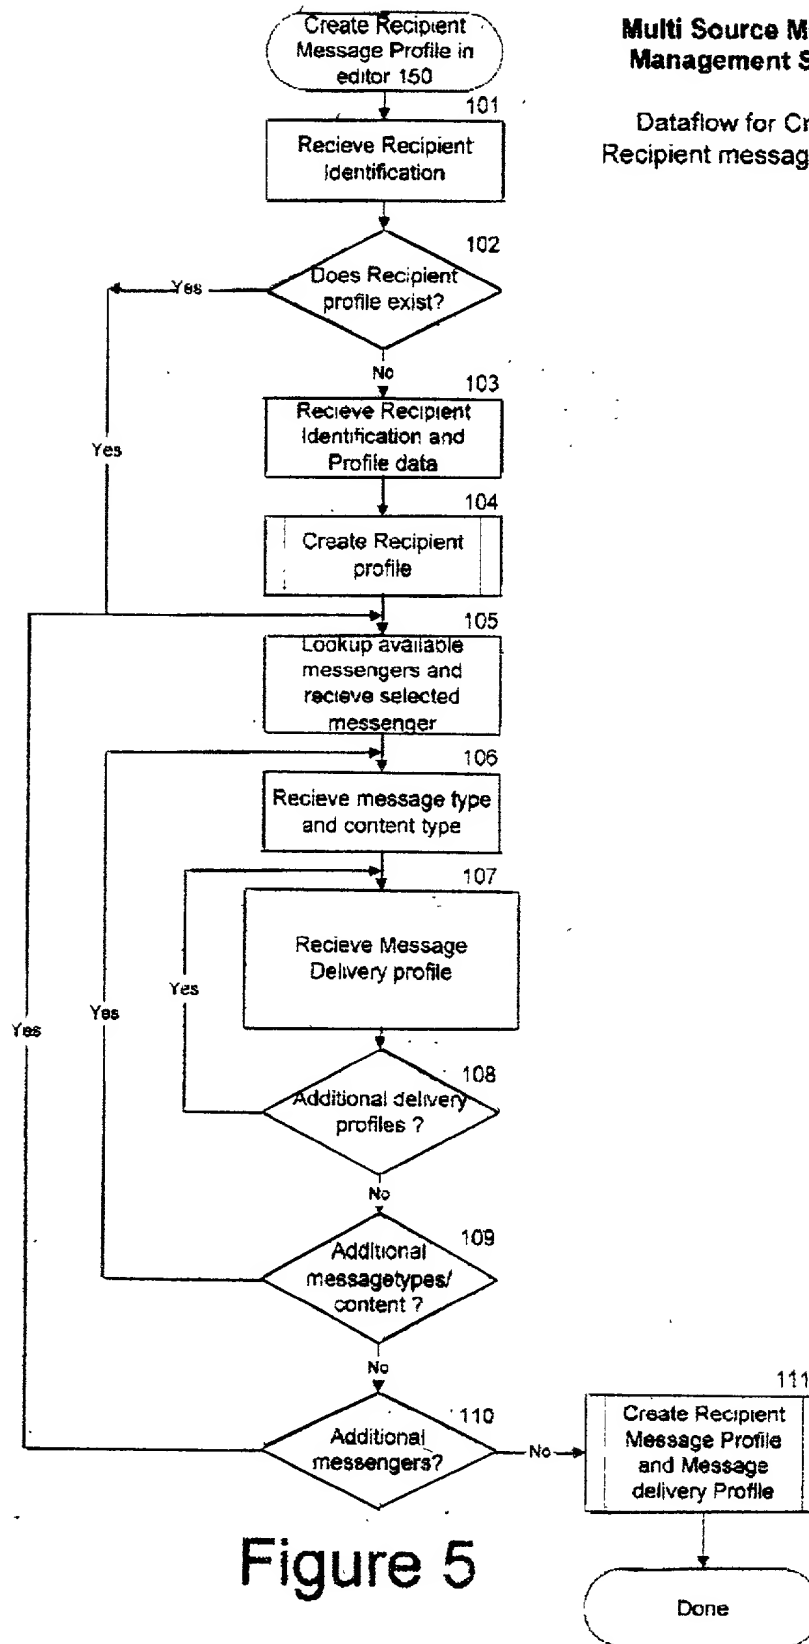 Create Recipient
Message Profile in
editor 150
Multi Source M
Management S
Dataflow for Cr
Recipient messag
101
Recieve Recipient
Identification
102
Does Recipient
profile exist?
Yes
No
103
Recieve Recipient
Identification and
Profile data
Yes
104
Create Recipient
profile
105
Lookup available
messengers and
recieve selected
messenger
106
Recieve message type
and content type
107
Recieve Message
Delivery profile
Yes
Yes
Yes
108
Additional delivery
profiles ?
No
109
Additional
messagetypes/
content ?
No
110
Additional
messengers?
No
111
Create Recipient
Message Profile
and Message
delivery Profile
Done
Figure 5